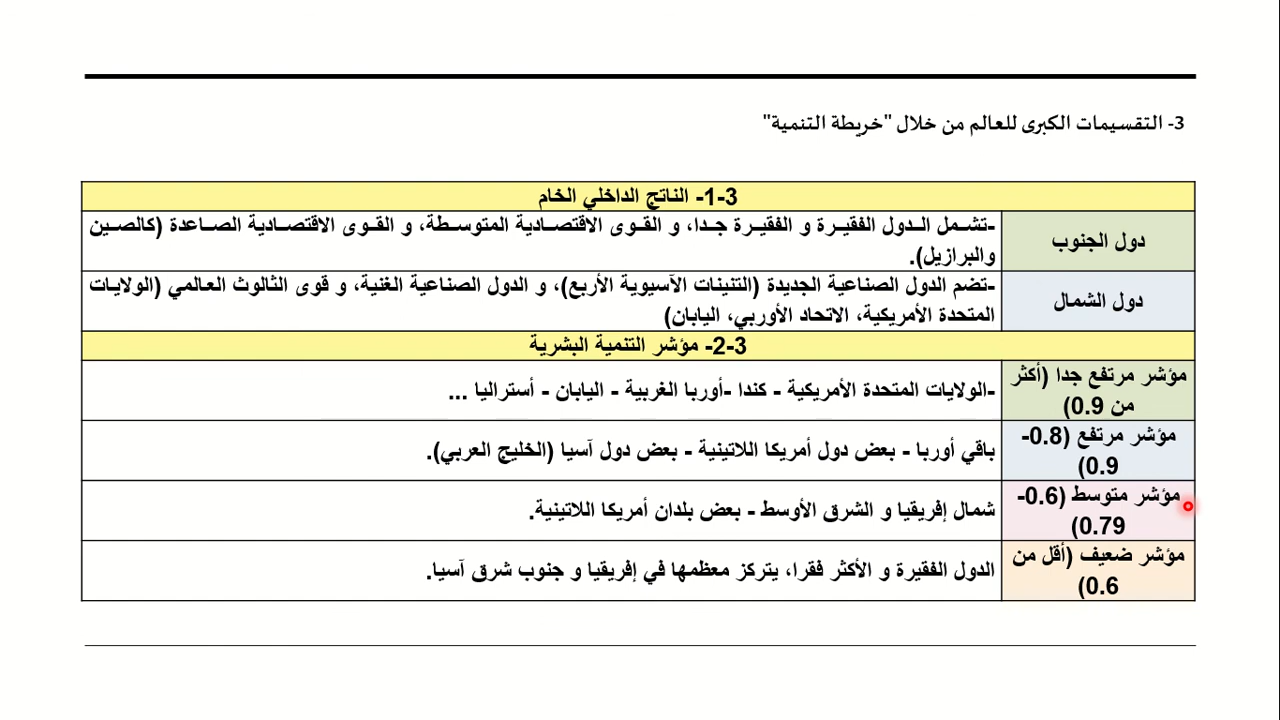 3- التقسيمات الكبرى للعالم من خلال "خريطة التنمية"
3-1- الناتج الداخلي الخام
دول الجنوب
-تشمل الدول الفقيرة و الفقيرة جدا، و القوى الاقتصادية المتوسطة، و القوى الاقتصادية الصاعدة (كالصين
والبرازيل).
دول الشمال
-تضم الدول الصناعية الجديدة (التنينات الآسيوية الأربع)، و الدول الصناعية الغنية، و قوى الثالوث العالمي (الولايات
المتحدة الأمريكية، الاتحاد الأوربي، اليابان)
3-2- مؤشر التنمية البشرية
مؤشر مرتفع جدا (أكثر
من 0.9)
-الولايات المتحدة الأمريكية - كندا -أوربا الغربية - اليابان - أستراليا ...
مؤشر مرتفع (0.8-
0.9)
باقي أوربا - بعض دول أمريكا اللاتينية - بعض دول آسيا (الخليج العربي).
مؤشر متوسط (0.6-
0.79)
شمال إفريقيا و الشرق الأوسط - بعض بلدان أمريكا اللاتينية.
مؤشر ضعيف (أقل من
0.6)
الدول الفقيرة و الأكثر فقرا، يتركز معظمها في إفريقيا و جنوب شرق آسيا.